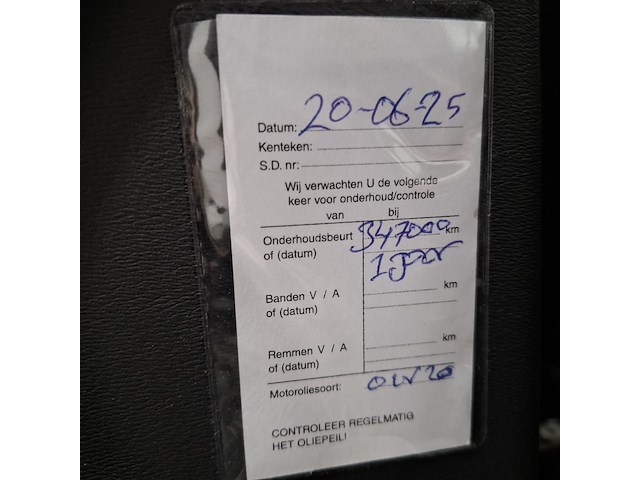 Datum: 20-06-25
Kenteken:
S.D. nr:
Wij verwachten U de volgende
keer voor onderhoud/controle
van bij
Onderhoudsbeurt 347000 km
of (datum) 1 Jaar
Banden V / A km
of (datum)
Remmen V / A km
of (datum)
Motoroliesoort: 0W20
CONTROLEER REGELMATIG
HET OLIEPEIL!